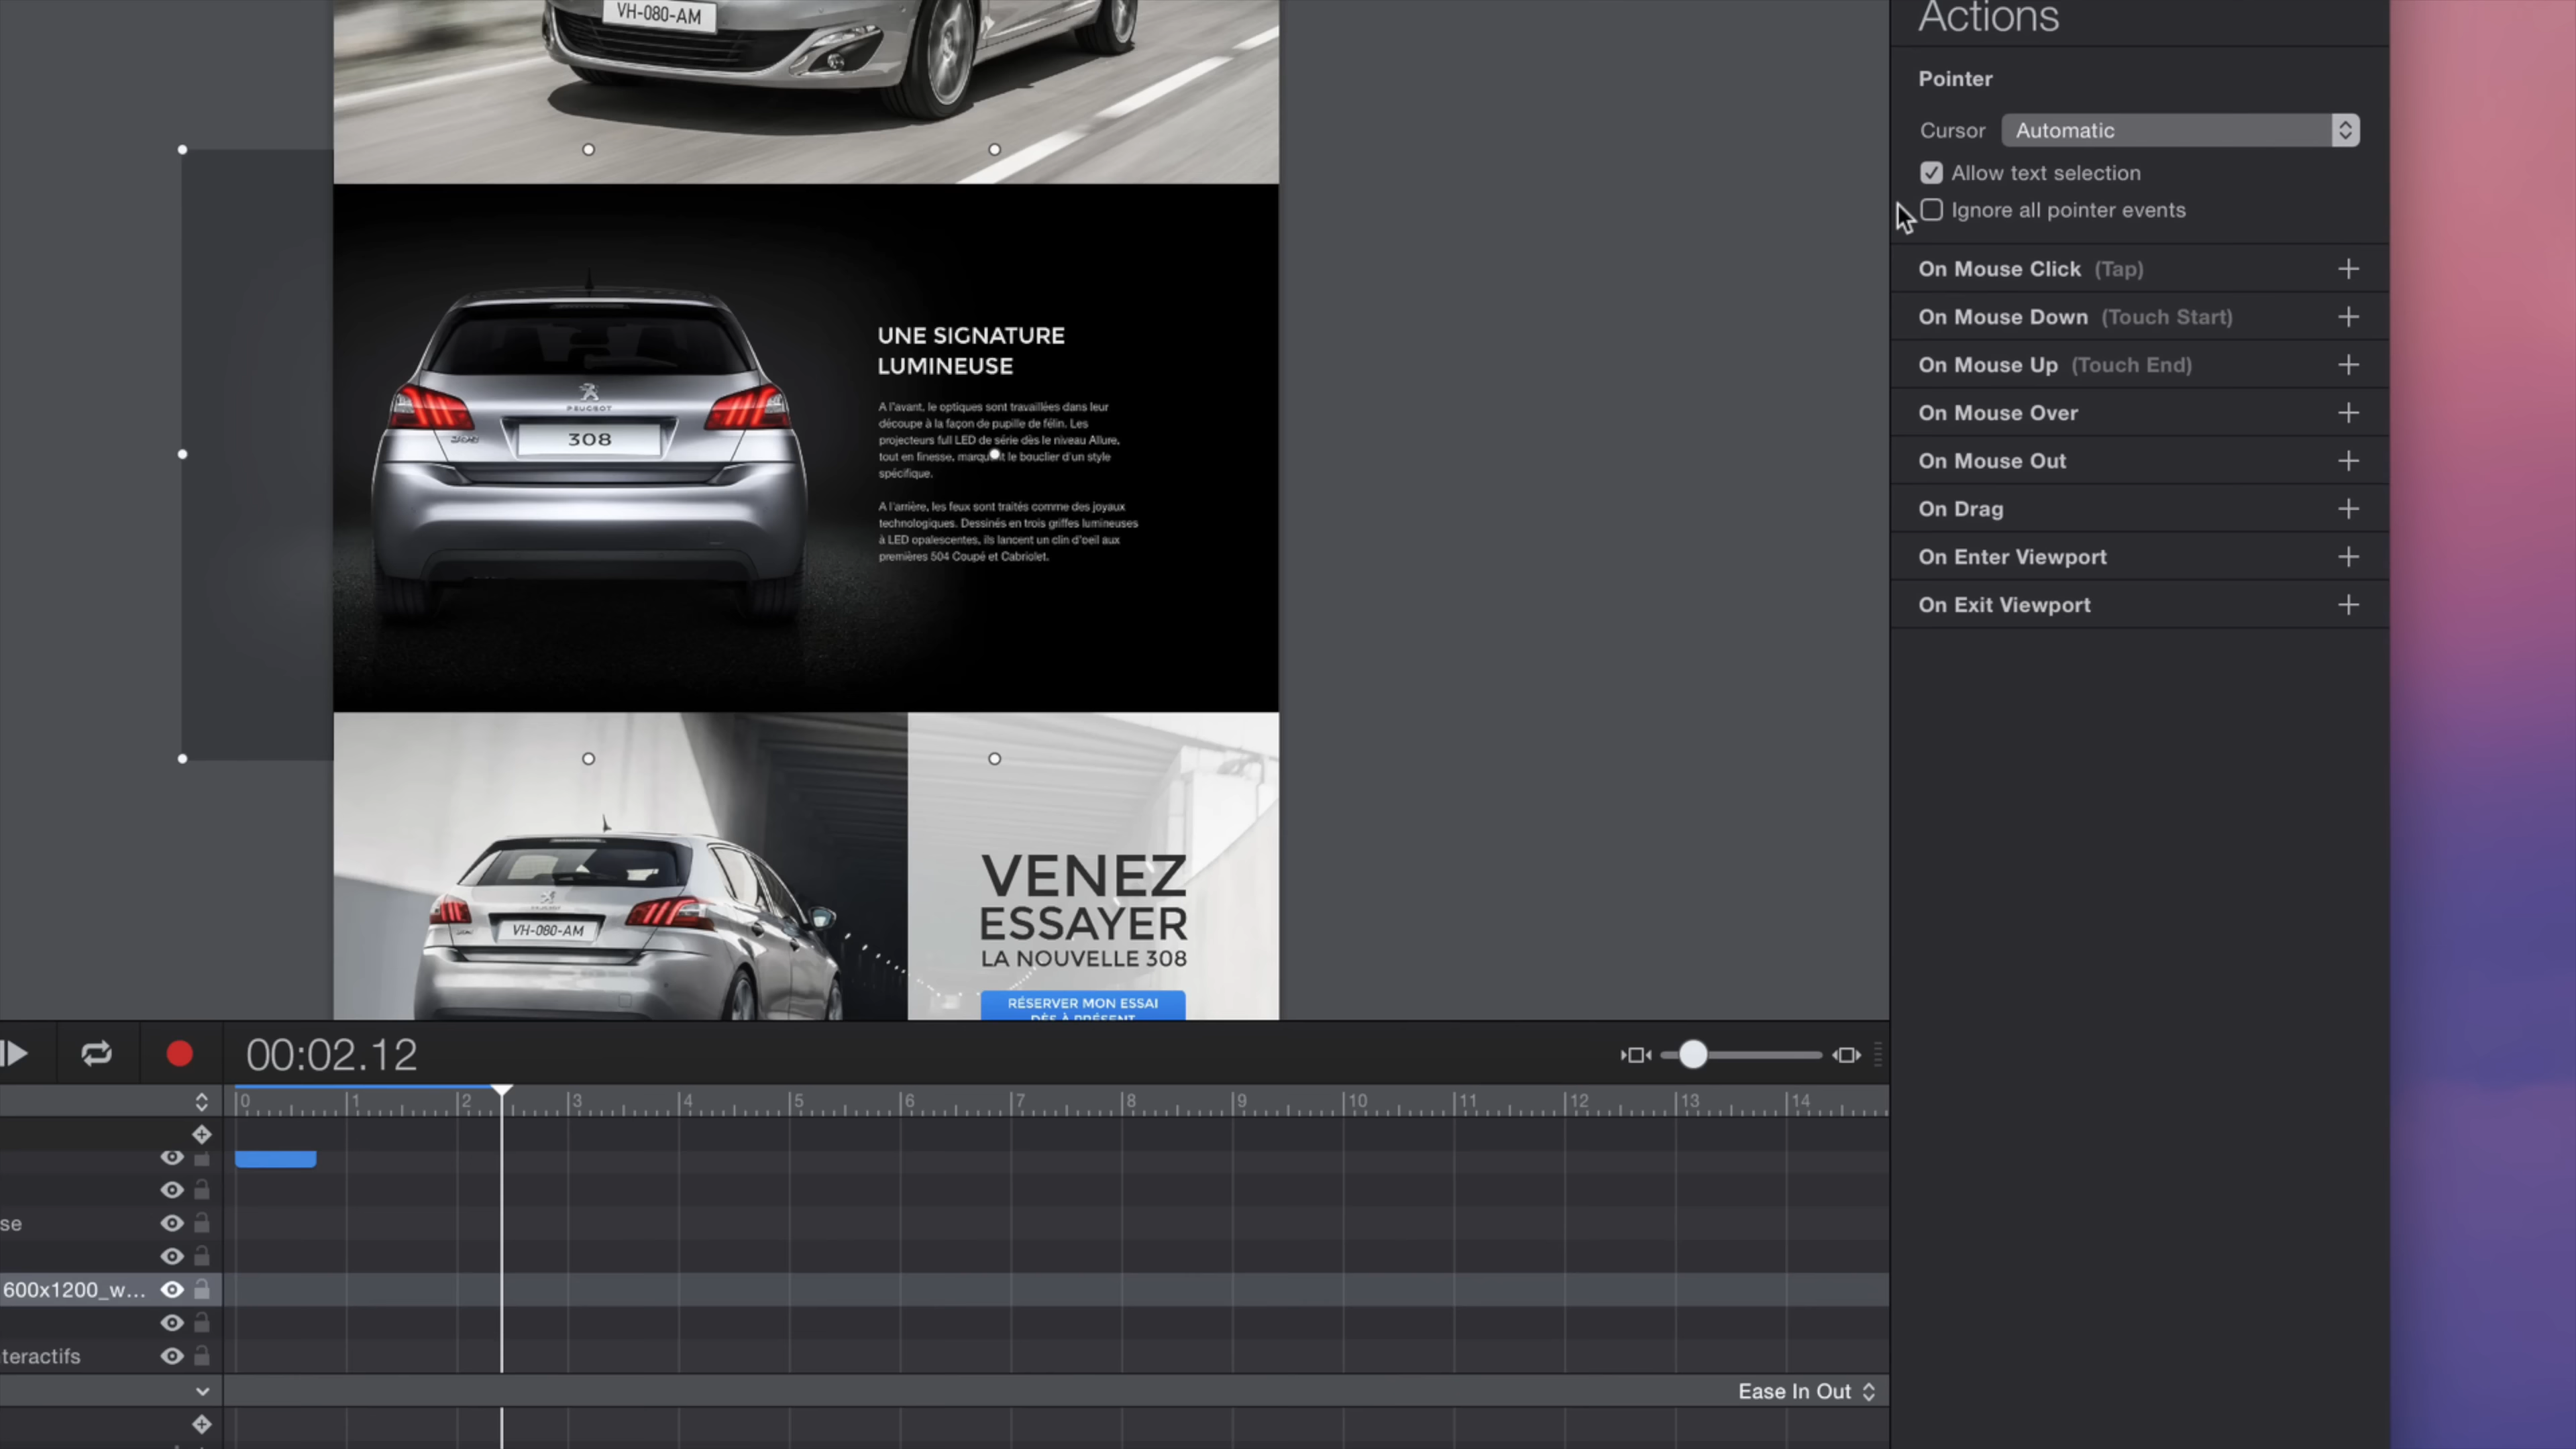 Actions
VH-080-AM
Pointer
Cursor Automatic
Allow text selection
Ignore all pointer events
On Mouse Click (Tap)
On Mouse Down (Touch Start)
On Mouse Up (Touch End)
On Mouse Over
On Mouse Out
On Drag
On Enter Viewport
On Exit Viewport
UNE SIGNATURE
LUMINEUSE
A l'avant, le optiques sont travaillées dans leur
découpe à la façon de pupille de félin. Les
projecteurs full LED de série dès le niveau Allure,
tout en finesse, le bouclier d'un style
spécifique.
A l'arrière, les feux sont traités comme des joyaux
technologiques. Dessinés en trois griffes lumineuses
à LED opalescentes, ils lancent un clin d'oeil aux
premières 504 Coupé et Cabriolet.
PEUGEOT
308
308
VENEZ
ESSAYER
LA NOUVELLE 308
RÉSERVER MON ESSAI
DÈS À PRÉSENT
VH-080-AM
00:02.12
0 1 2 3 4 5 6 7 8 9 10 11 12 13 14
se
600x1200_w...
teractifs
Ease In Out